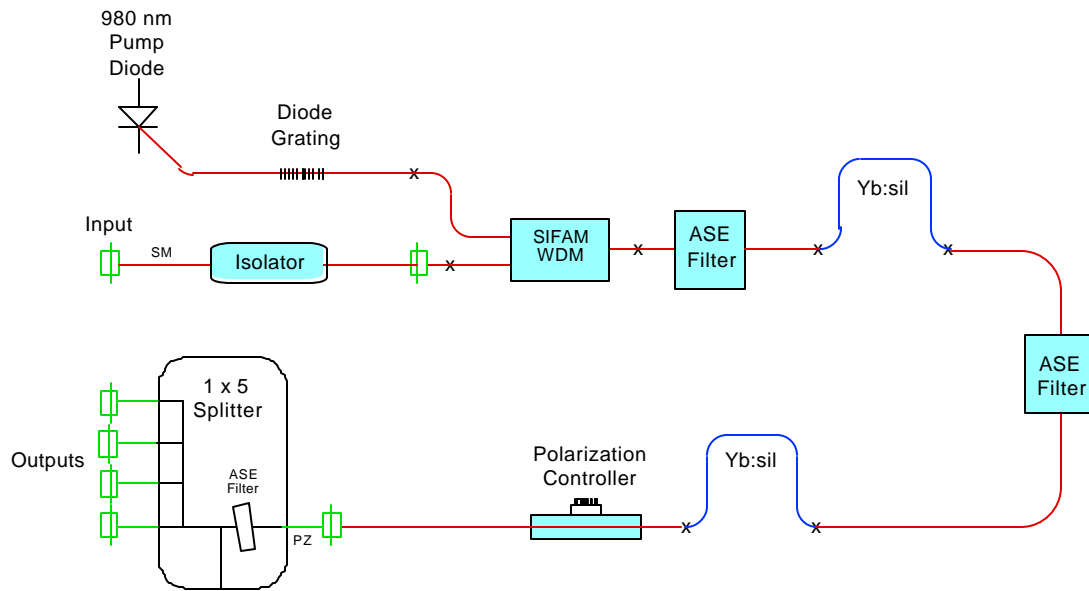 980 nm
Pump
Diode
Diode
Grating
x
Yb:sil
Input
SM
Isolator
x
SIFAM
WDM
x
ASE
Filter
x
x
ASE
Filter
1 x 5
Splitter
Outputs
ASE
Filter
PZ
Polarization
Controller
Yb:sil
x
x